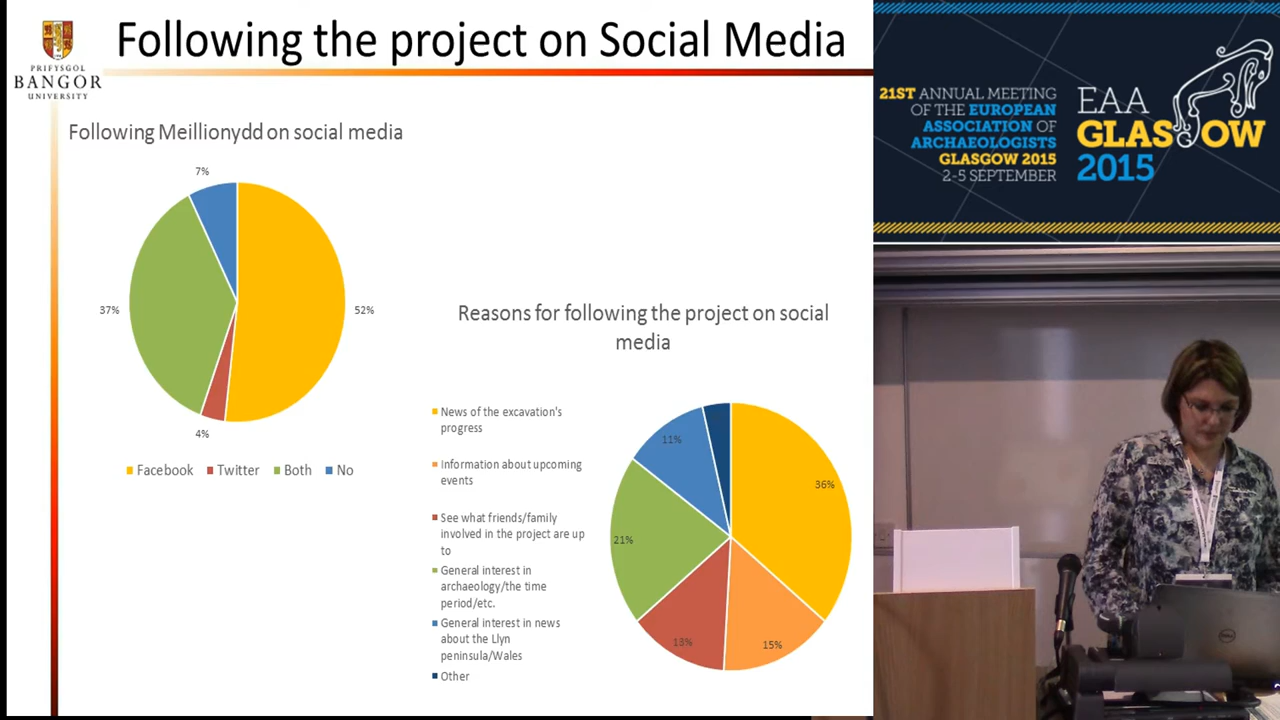 Following the project on Social Media
PRIFYSGOL
BANGOR
UNIVERSITY
Following Meillionydd on social media
7%
37%
52%
4%
Facebook Twitter Both No
Reasons for following the project on social
media
News of the excavation's
progress
Information about upcoming
events
See what friends/family
involved in the project are up
to
General interest in
archaeology/the time
period/etc.
General interest in news
about the Llyn
peninsula/Wales
Other
11%
36%
21%
13%
15%
21ST ANNUAL MEETING
OF THE EUROPEAN
ASSOCIATION OF
ARCHAEOLOGISTS
GLASGOW 2015
2-5 SEPTEMBER
EAA
GLASGOW
2015
DELL